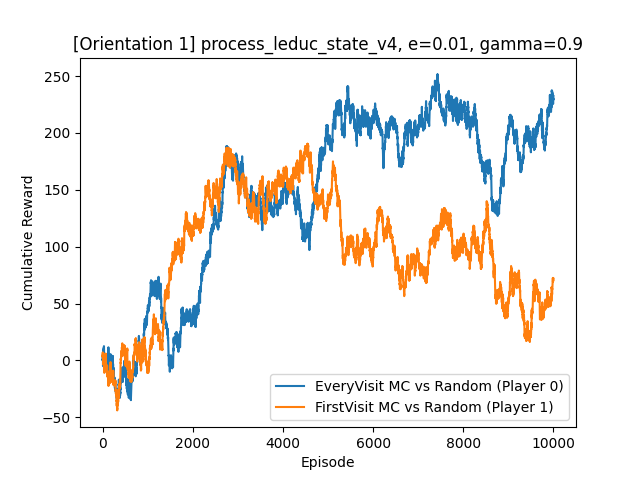 [Orientation 1] process_leduc_state_v4, e=0.01, gamma=0.9
250
200
150
100
50
0
−50
Cumulative Reward
EveryVisit MC vs Random (Player 0)
FirstVisit MC vs Random (Player 1)
0 2000 4000 6000 8000 10000
Episode